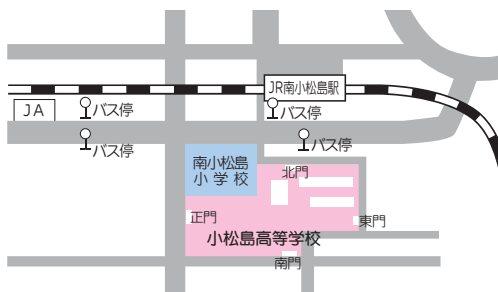 JR南小松島駅
JA
バス停
バス停
バス停
バス停
南小松島
小学校
北門
正門
東門
小松島高等学校
南門